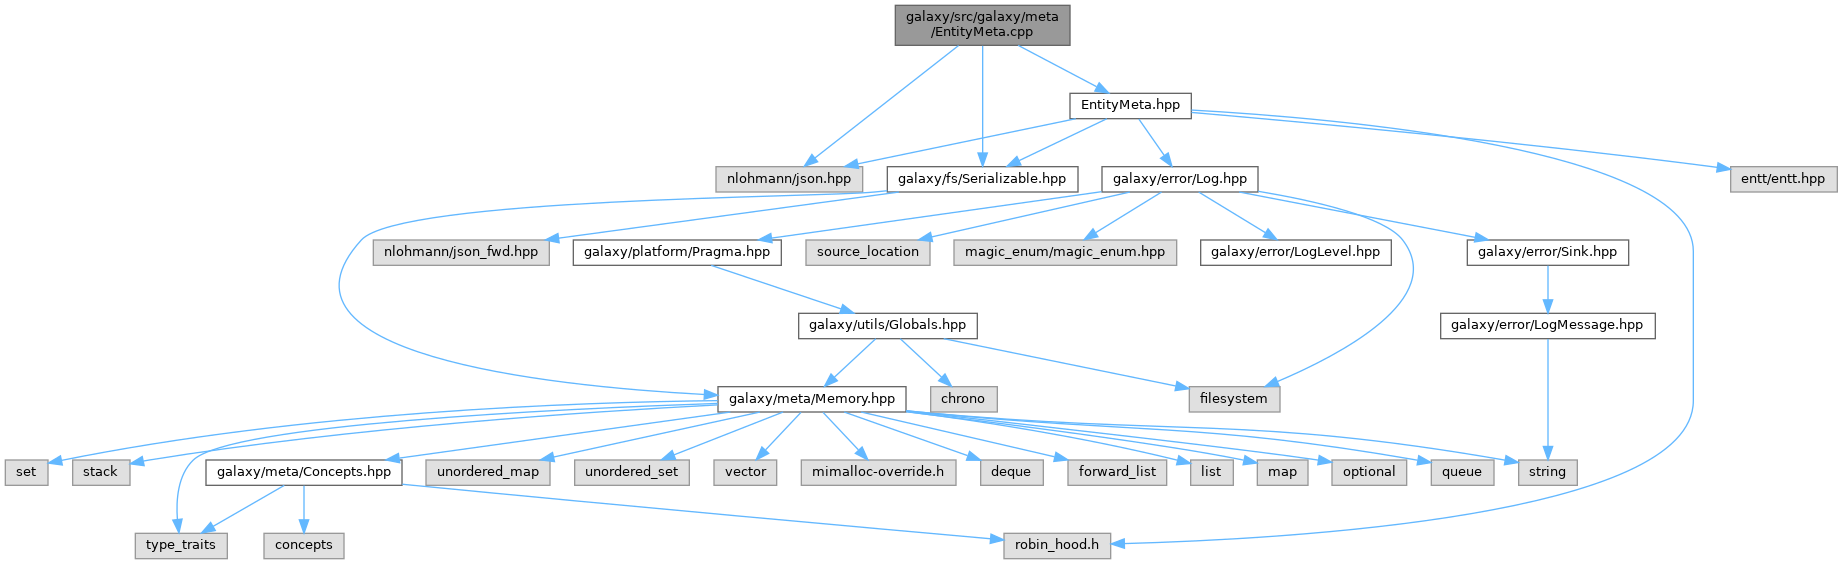 galaxy/src/galaxy/meta
/EntityMeta.cpp
EntityMeta.hpp
nlohmann/json.hpp
galaxy/fs/Serializable.hpp
galaxy/error/Log.hpp
entt/entt.hpp
nlohmann/json_fwd.hpp
galaxy/platform/Pragma.hpp
source_location
magic_enum/magic_enum.hpp
galaxy/error/LogLevel.hpp
galaxy/error/Sink.hpp
galaxy/utils/Globals.hpp
galaxy/error/LogMessage.hpp
galaxy/meta/Memory.hpp
chrono
filesystem
set
stack
galaxy/meta/Concepts.hpp
unordered_map
unordered_set
vector
mimalloc-override.h
deque
forward_list
list
map
optional
queue
string
type_traits
concepts
robin_hood.h